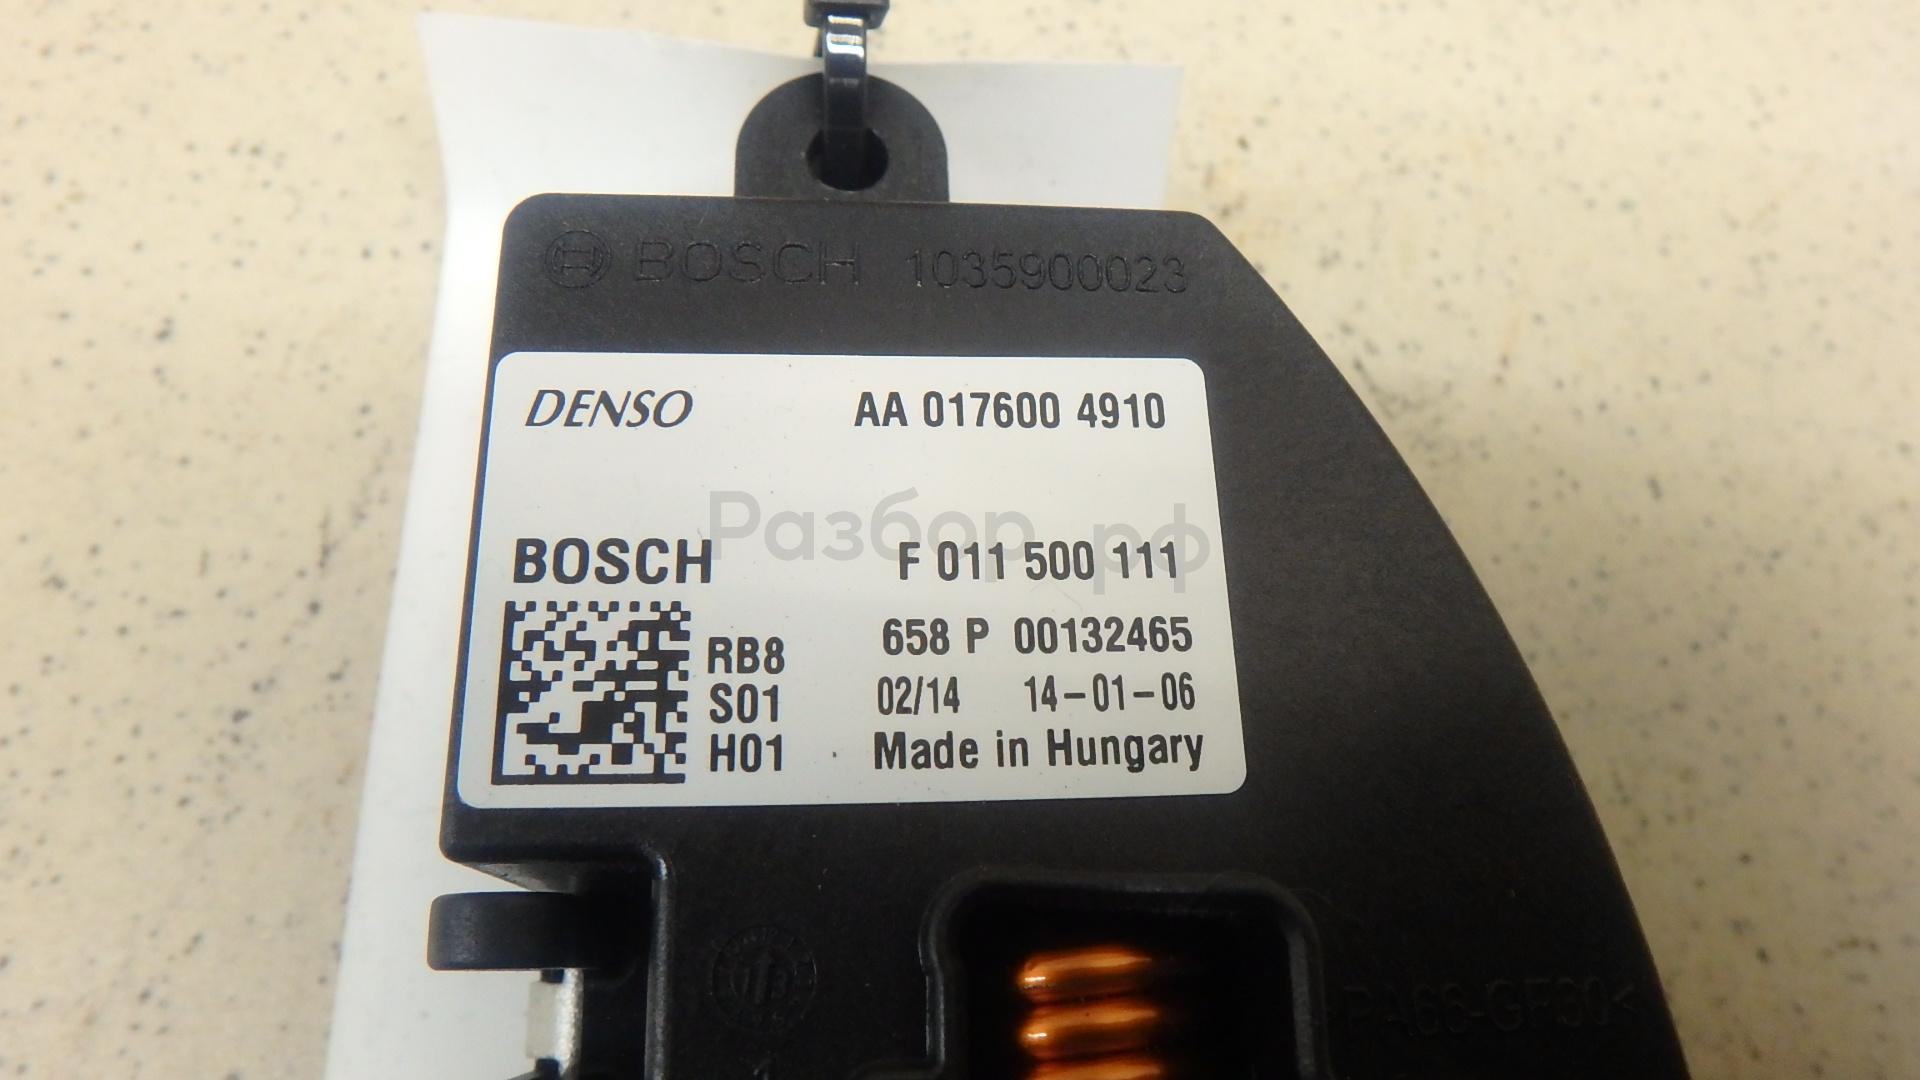 BOSCH 1035900023
DENSO AA 017600 4910
Разбор.рф
BOSCH F 011 500 111
RB8 658 P 00132465
S01 02/14 14-01-06
H01 Made in Hungary
>PA66-GF30<